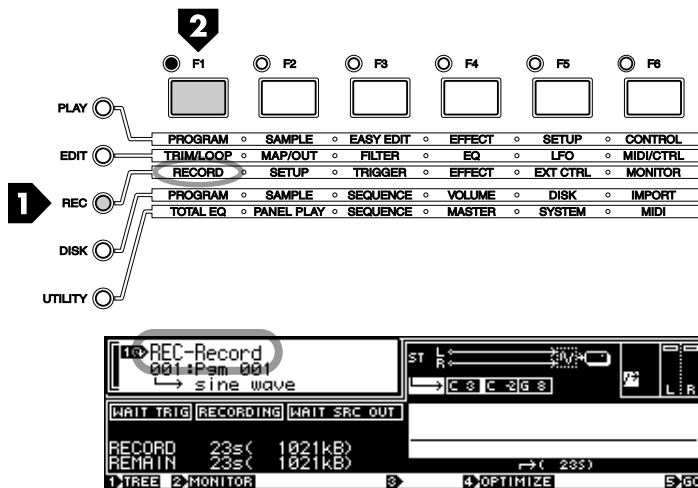 2
F1 F2 F3 F4 F5 F6
PLAY
PROGRAM SAMPLE EASY EDIT EFFECT SETUP CONTROL
EDIT
TRIM/LOOP MAP/OUT FILTER EQ LFO MIDI/CTRL
RECORD SETUP TRIGGER EFFECT EXT CTRL MONITOR
1 REC
PROGRAM SAMPLE SEQUENCE VOLUME DISK IMPORT
TOTAL EQ PANEL PLAY SEQUENCE MASTER SYSTEM MIDI
DISK
UTILITY
REC-Record
001:Pgm 001
sine wave
ST L R
C 3 C -2 G 8
L R
WAIT TRIG RECORDING WAIT SRC OUT
RECORD 23s( 1021kB)
REMAIN 23s( 1021kB)
( 23S)
1 TREE 2 MONITOR 3 4 OPTIMIZE 5 GO